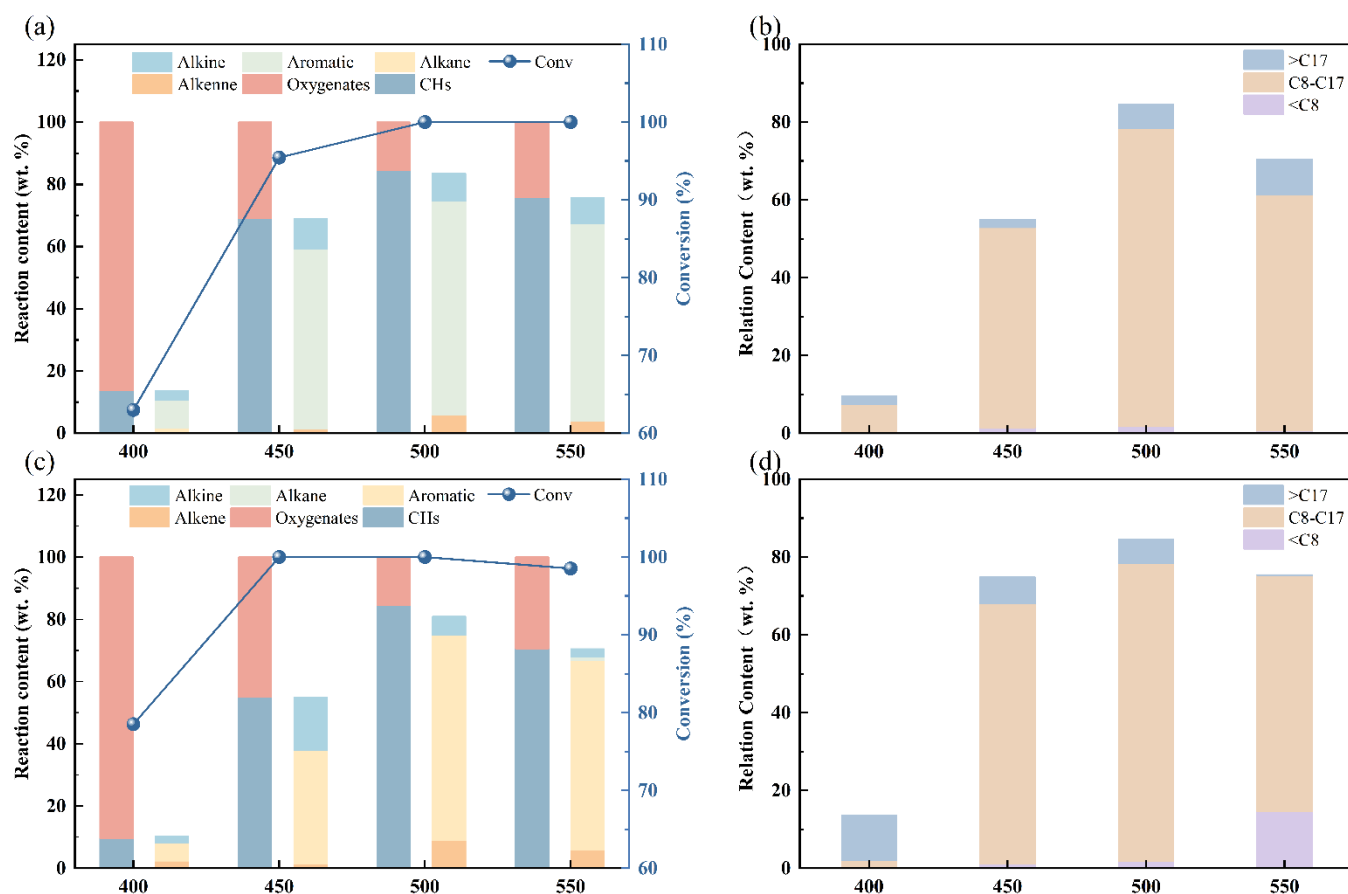 (a)
Alkine Aromatic Alkane Conv
Alkenne Oxygenates CHs
Reaction content (wt. %)
120
100
80
60
40
20
0
400 450 500 550
110
100
90
80
70
60
Conversion (%)
(b)
>C17
C8-C17
<C8
Relation Content（wt. %）
100
80
60
40
20
0
400 450 500 550
(c)
Alkine Alkane Aromatic Conv
Alkene Oxygenates CHs
Reaction content (wt. %)
120
100
80
60
40
20
0
400 450 500 550
110
100
90
80
70
60
Conversion (%)
(d)
>C17
C8-C17
<C8
Relation Content（wt. %）
100
80
60
40
20
0
400 450 500 550